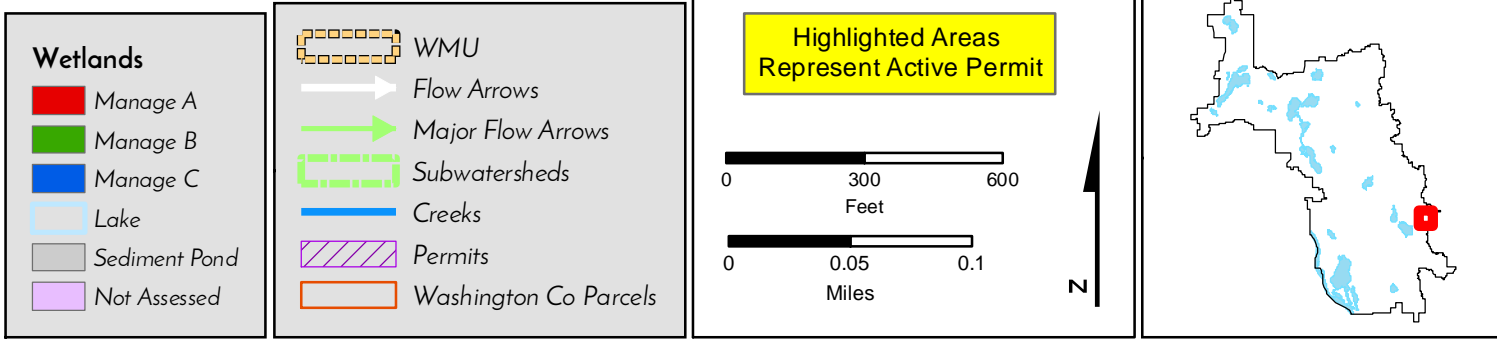 Wetlands
Manage A
Manage B
Manage C
Lake
Sediment Pond
Not Assessed
WMU
Flow Arrows
Major Flow Arrows
Subwatersheds
Creeks
Permits
Washington Co Parcels
Highlighted Areas
Represent Active Permit
0 300 600
Feet
0 0.05 0.1
Miles
N